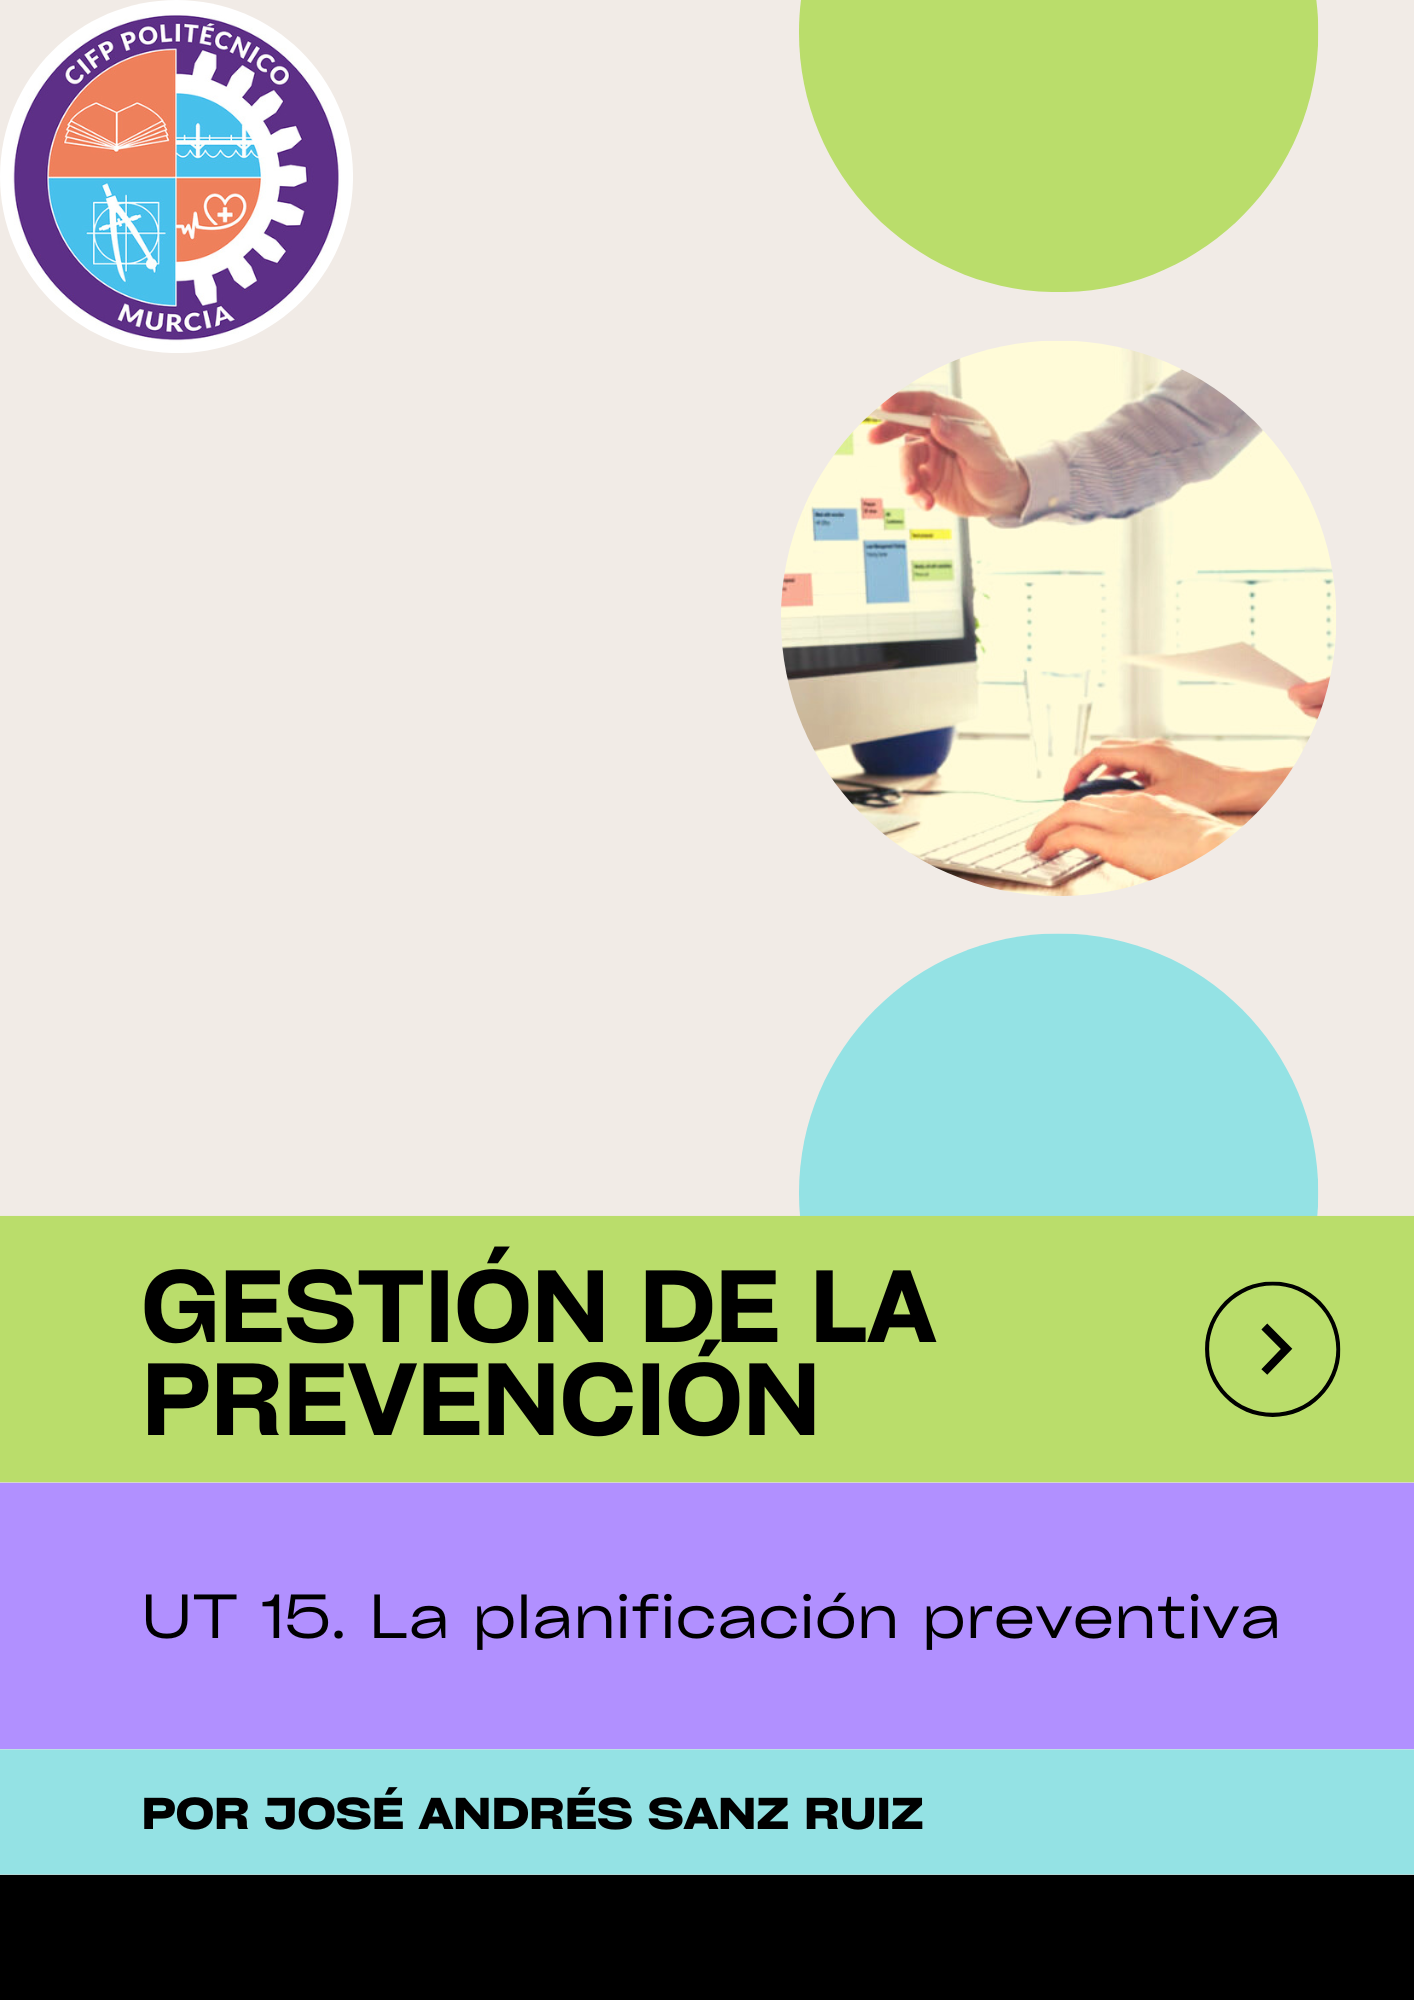 CIFP POLITÉCNICO
MURCIA
GESTIÓN DE LA
PREVENCIÓN
UT 15. La planificación preventiva
POR JOSÉ ANDRÉS SANZ RUIZ